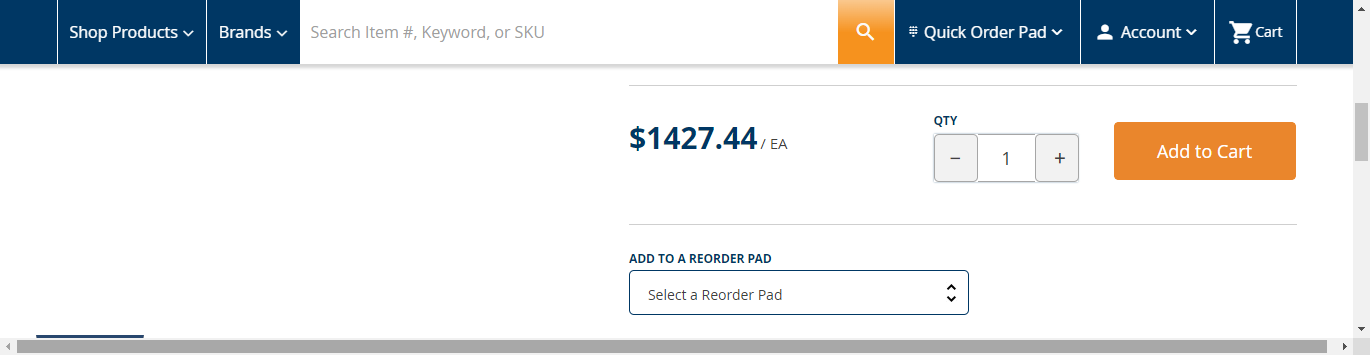 Shop Products
Brands
Search Item #, Keyword, or SKU
Quick Order Pad
Account
Cart
$1427.44 / EA
QTY
− 1 +
Add to Cart
ADD TO A REORDER PAD
Select a Reorder Pad